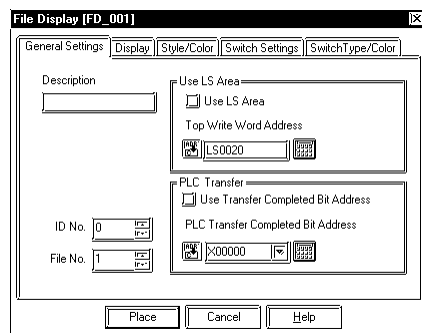 File Display [FD_001]
General Settings Display Style/Color Switch Settings SwitchType/Color
Description
Use LS Area
Use LS Area
Top Write Word Address
LS0020
PLC Transfer
Use Transfer Completed Bit Address
PLC Transfer Completed Bit Address
X00000
ID No. 0
File No. 1
Place Cancel Help